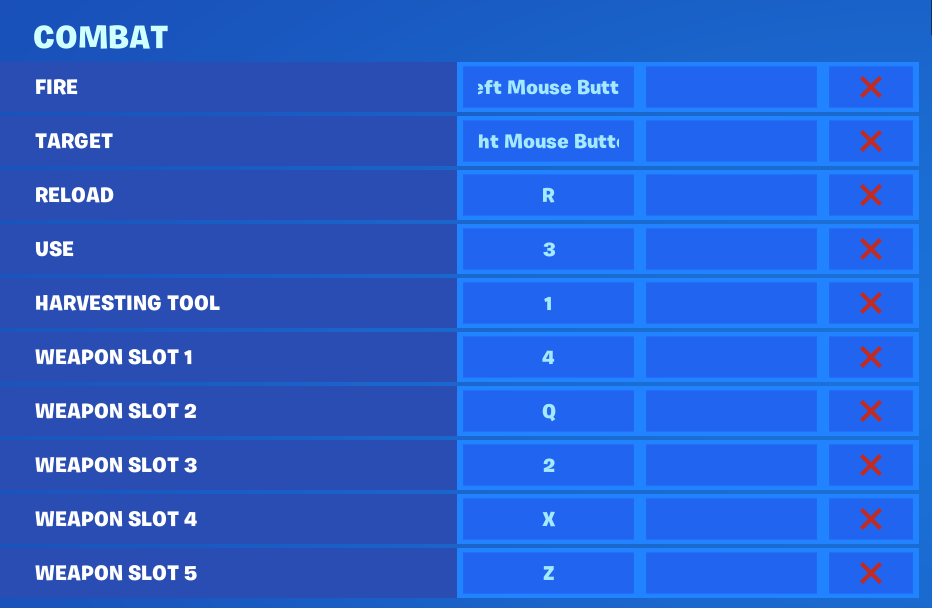 COMBAT
FIRE eft Mouse Butt
TARGET ht Mouse Butt
RELOAD R
USE 3
HARVESTING TOOL 1
WEAPON SLOT 1 4
WEAPON SLOT 2 Q
WEAPON SLOT 3 2
WEAPON SLOT 4 X
WEAPON SLOT 5 Z